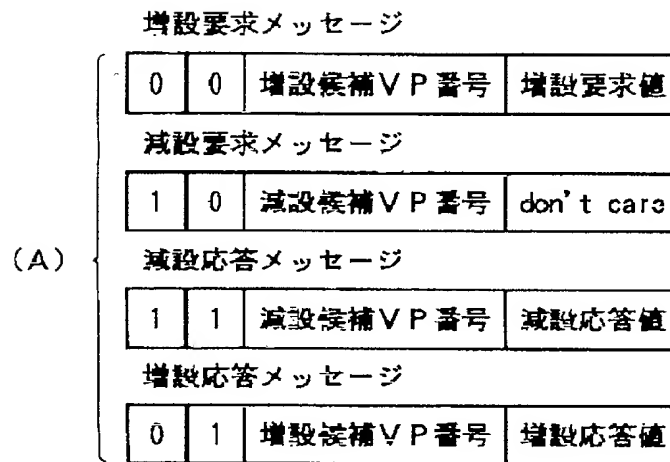 増設要求メッセージ
0 0 増設候補VP番号 増設要求値
減設要求メッセージ
1 0 減設候補VP番号 don't care
(A)
減設応答メッセージ
1 1 減設候補VP番号 減設応答値
増設応答メッセージ
0 1 増設候補VP番号 増設応答値